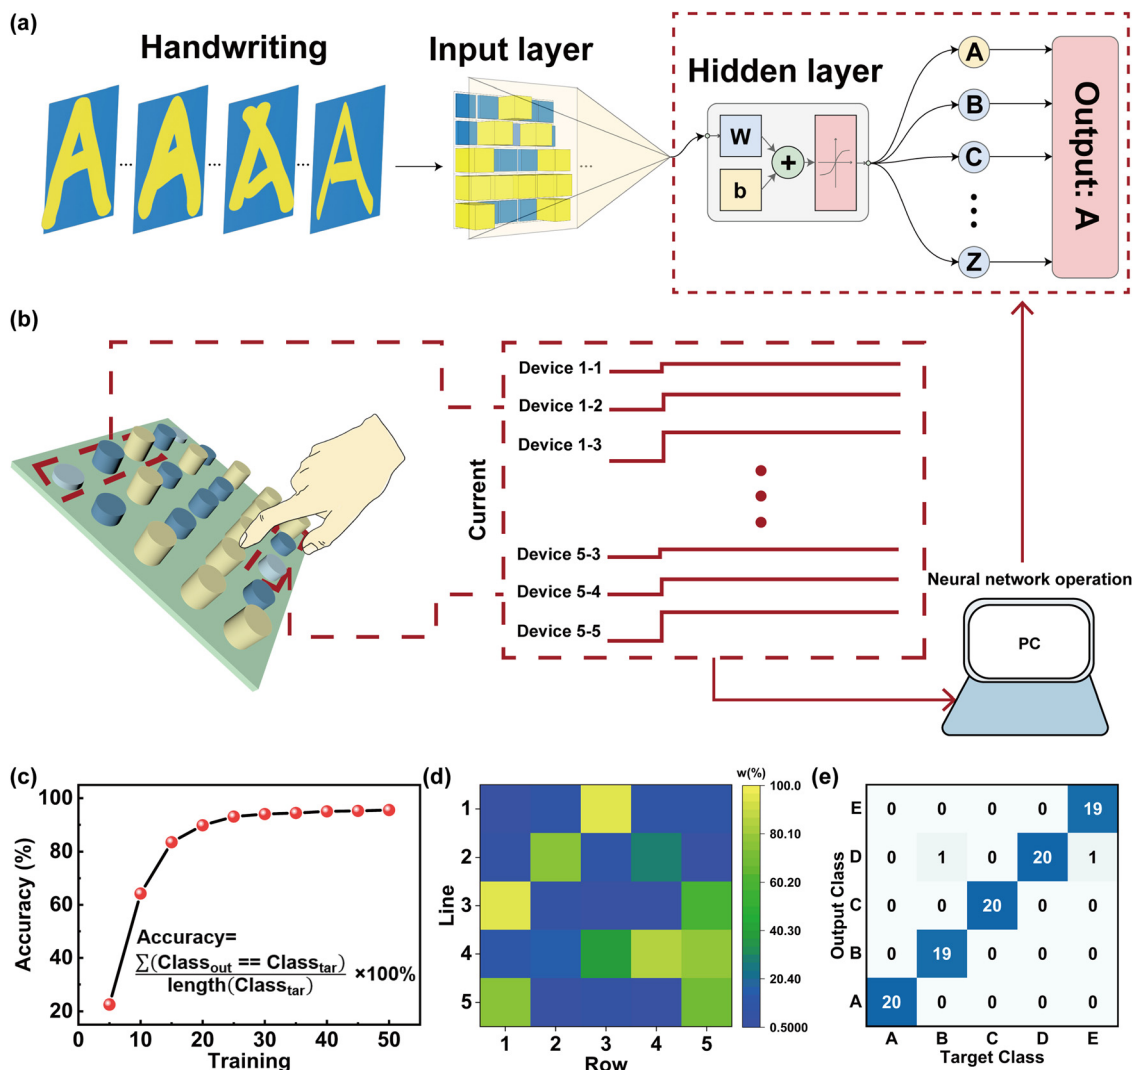 (a)
Handwriting
Input layer
Hidden layer
W
b
+
A
B
C
Z
Output: A
(b)
Current
Device 1-1
Device 1-2
Device 1-3
Device 5-3
Device 5-4
Device 5-5
Neural network operation
PC
(c)
Accuracy (%)
100
80
60
40
20
Accuracy=
∑(Class_out == Class_tar)
length(Class_tar)
×100%
10 20 30 40 50
Training
(d)
Line
1
2
3
4
5
1 2 3 4 5
Row
w(%)
100.0
80.10
60.20
40.30
20.40
0.5000
(e)
Output Class
E 0 0 0 0 19
D 0 1 0 20 1
C 0 0 20 0 0
B 0 19 0 0 0
A 20 0 0 0 0
A B C D E
Target Class